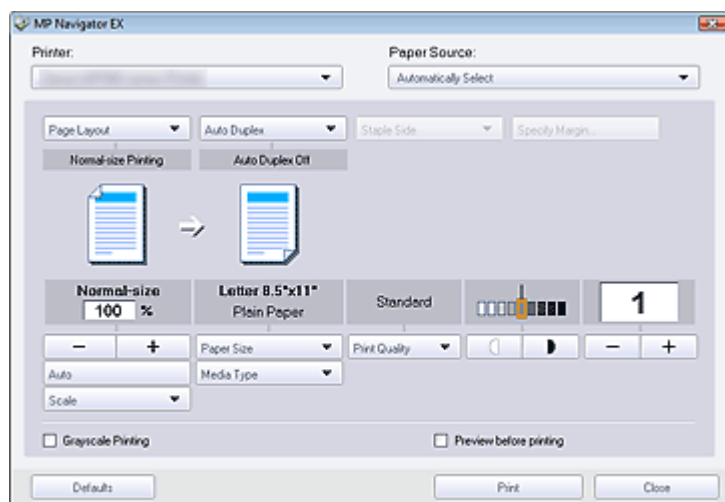 MP Navigator EX
Printer: Paper Source:
Automatically Select
Page Layout Auto Duplex Staple Side Specify Margin...
Normal-size Printing Auto Duplex Off
Normal-size Letter 8.5"x11" Standard 1
100 % Plain Paper
- + Paper Size Print Quality - +
Auto Media Type
Scale
Grayscale Printing Preview before printing
Defaults Print Close